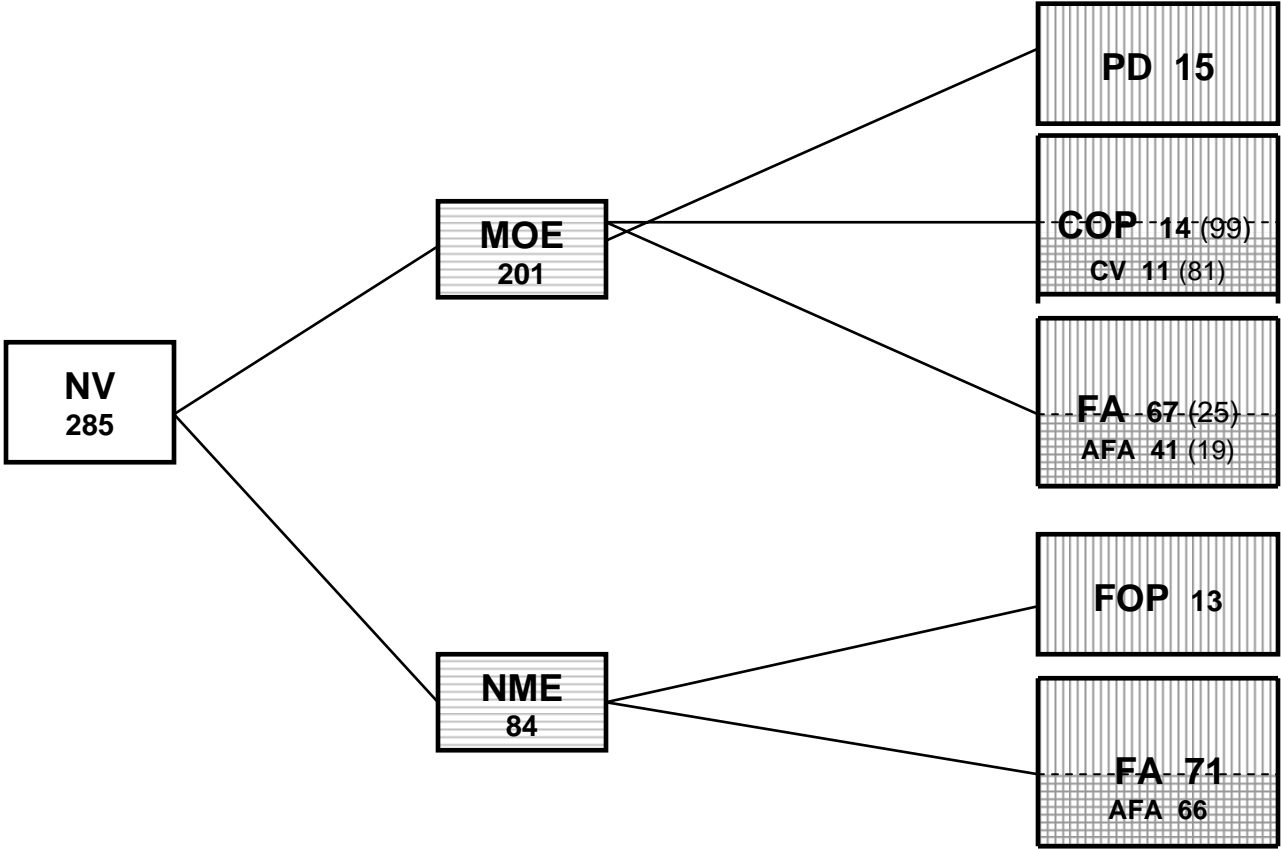 PD 15
MOE
201
COP 14 (99)
CV 11 (81)
NV
285
FA 67 (25)
AFA 41 (19)
FOP 13
NME
84
FA 71
AFA 66